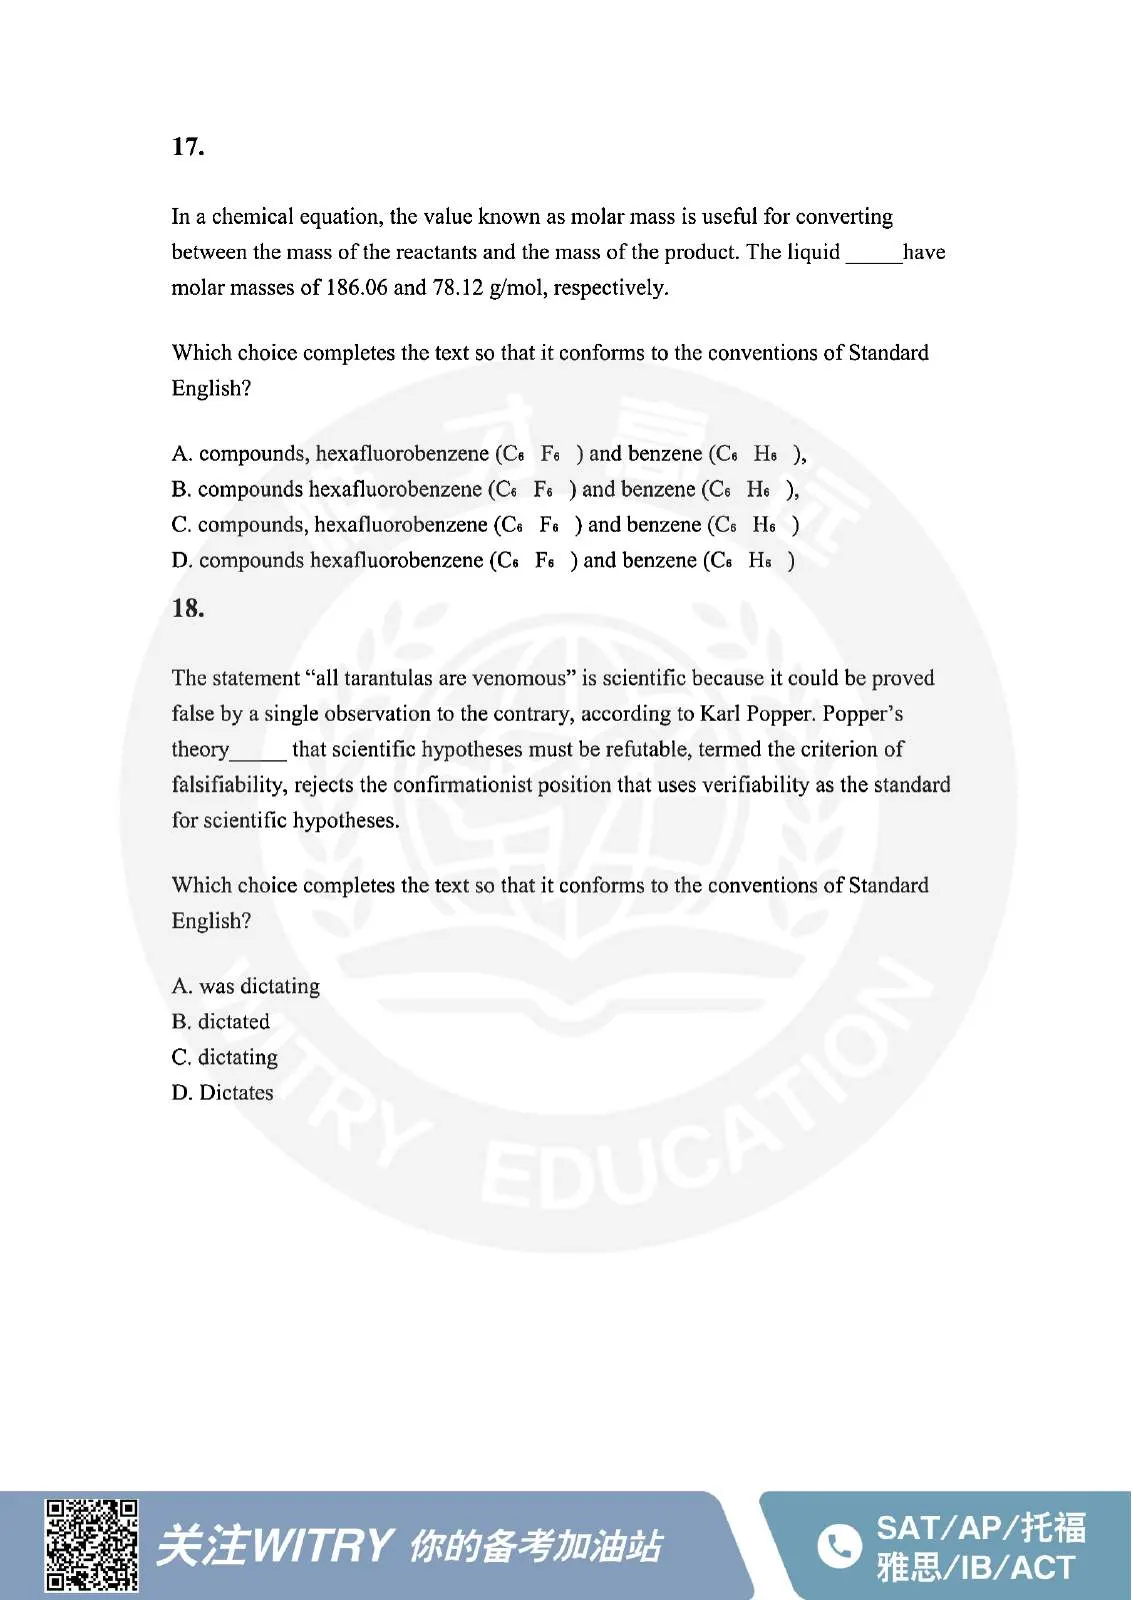 17.
In a chemical equation, the value known as molar mass is useful for converting
between the mass of the reactants and the mass of the product. The liquid _____have
molar masses of 186.06 and 78.12 g/mol, respectively.
Which choice completes the text so that it conforms to the conventions of Standard
English?
A. compounds, hexafluorobenzene (C₆ F₆ ) and benzene (C₆ H₆ ),
B. compounds hexafluorobenzene (C₆ F₆ ) and benzene (C₆ H₆ ),
C. compounds, hexafluorobenzene (C₆ F₆ ) and benzene (C₆ H₆ )
D. compounds hexafluorobenzene (C₆ F₆ ) and benzene (C₆ H₆ )
18.
The statement “all tarantulas are venomous” is scientific because it could be proved
false by a single observation to the contrary, according to Karl Popper. Popper’s
theory_____ that scientific hypotheses must be refutable, termed the criterion of
falsifiability, rejects the confirmationist position that uses verifiability as the standard
for scientific hypotheses.
Which choice completes the text so that it conforms to the conventions of Standard
English?
A. was dictating
B. dictated
C. dictating
D. Dictates
WITRY EDUCATION
关注WITRY 你的备考加油站
SAT/AP/托福
雅思/IB/ACT